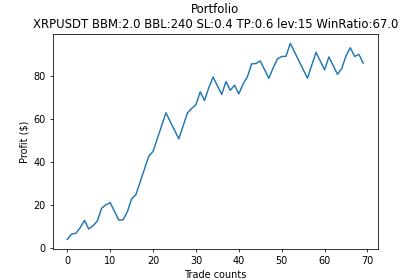 Portfolio
XRPUSDT BBM:2.0 BBL:240 SL:0.4 TP:0.6 lev:15 WinRatio:67.0
Profit ($)
80
60
40
20
0
0 10 20 30 40 50 60 70
Trade counts